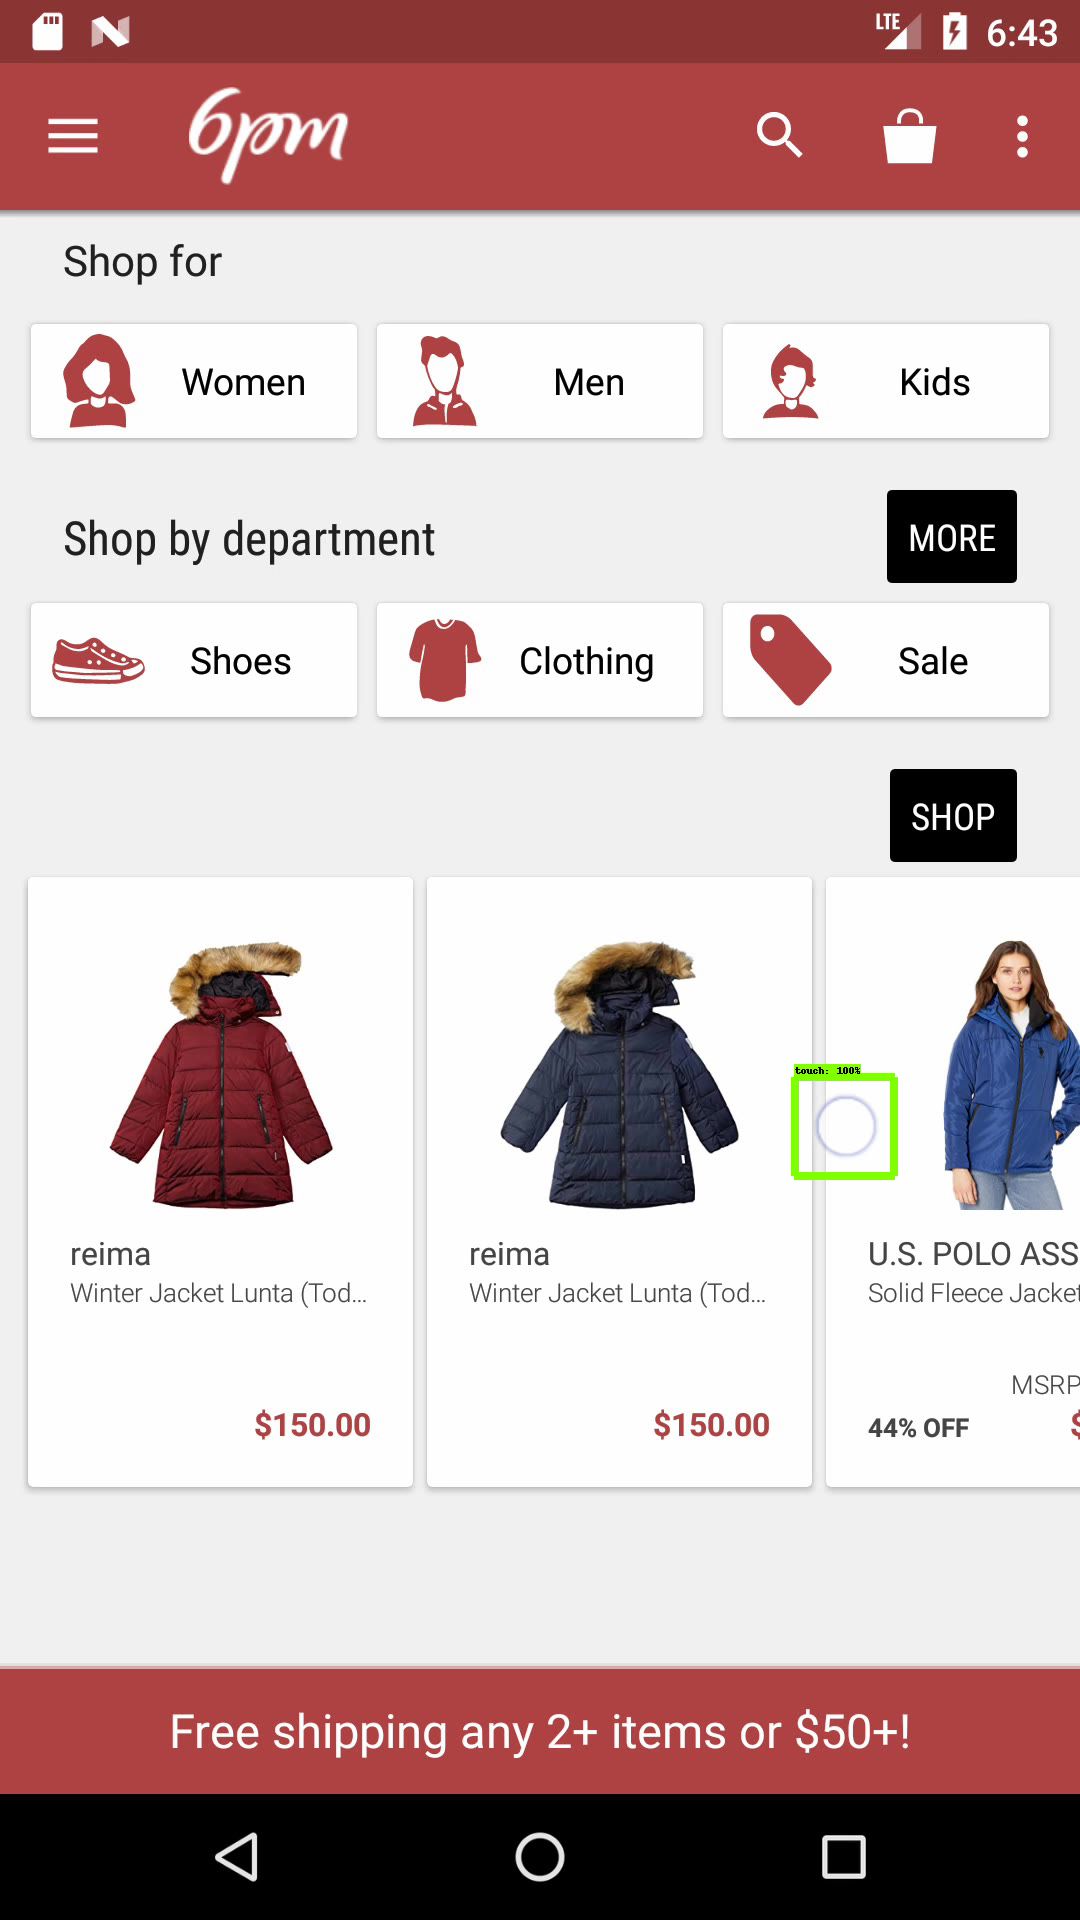 LTE 6:43
6pm
Shop for
Women Men Kids
Shop by department MORE
Shoes Clothing Sale
SHOP
touch: 100%
reima reima U.S. POLO ASS
Winter Jacket Lunta (Tod... Winter Jacket Lunta (Tod... Solid Fleece Jacket
MSRP
$150.00 $150.00 44% OFF $
Free shipping any 2+ items or $50+!